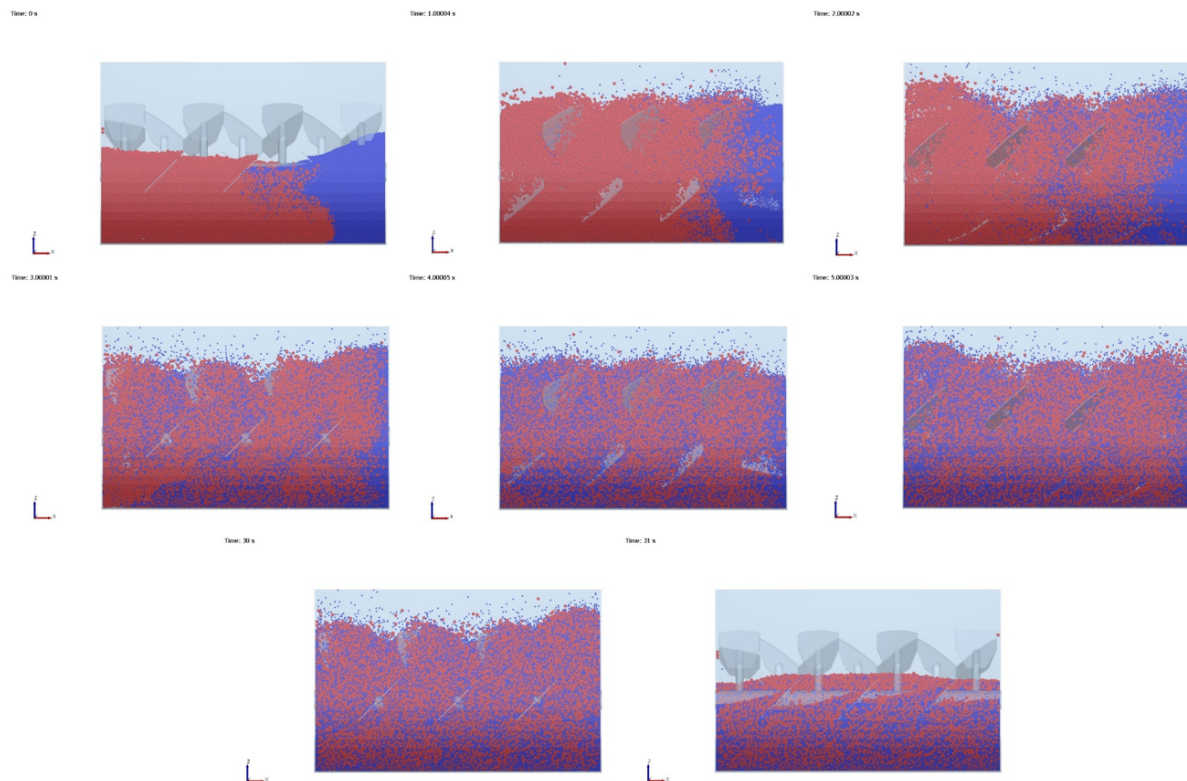 Time: 0 s
Time: 1.00004 s
Time: 2.00002 s
z
x
z
x
z
x
Time: 3.00001 s
Time: 4.00005 s
Time: 5.00003 s
z
x
z
x
z
x
Time: 30 s
Time: 31 s
z
x
z
x